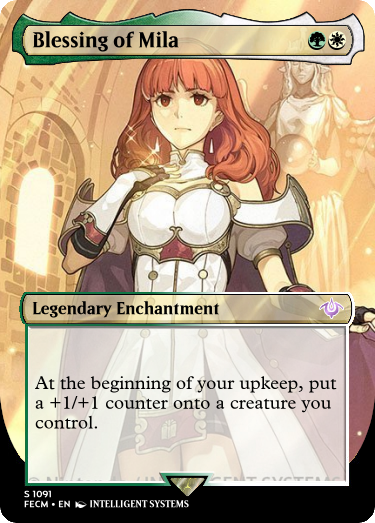 Blessing of Mila
Legendary Enchantment
At the beginning of your upkeep, put
a +1/+1 counter onto a creature you
control.
S 1091
FECM • EN INTELLIGENT SYSTEMS